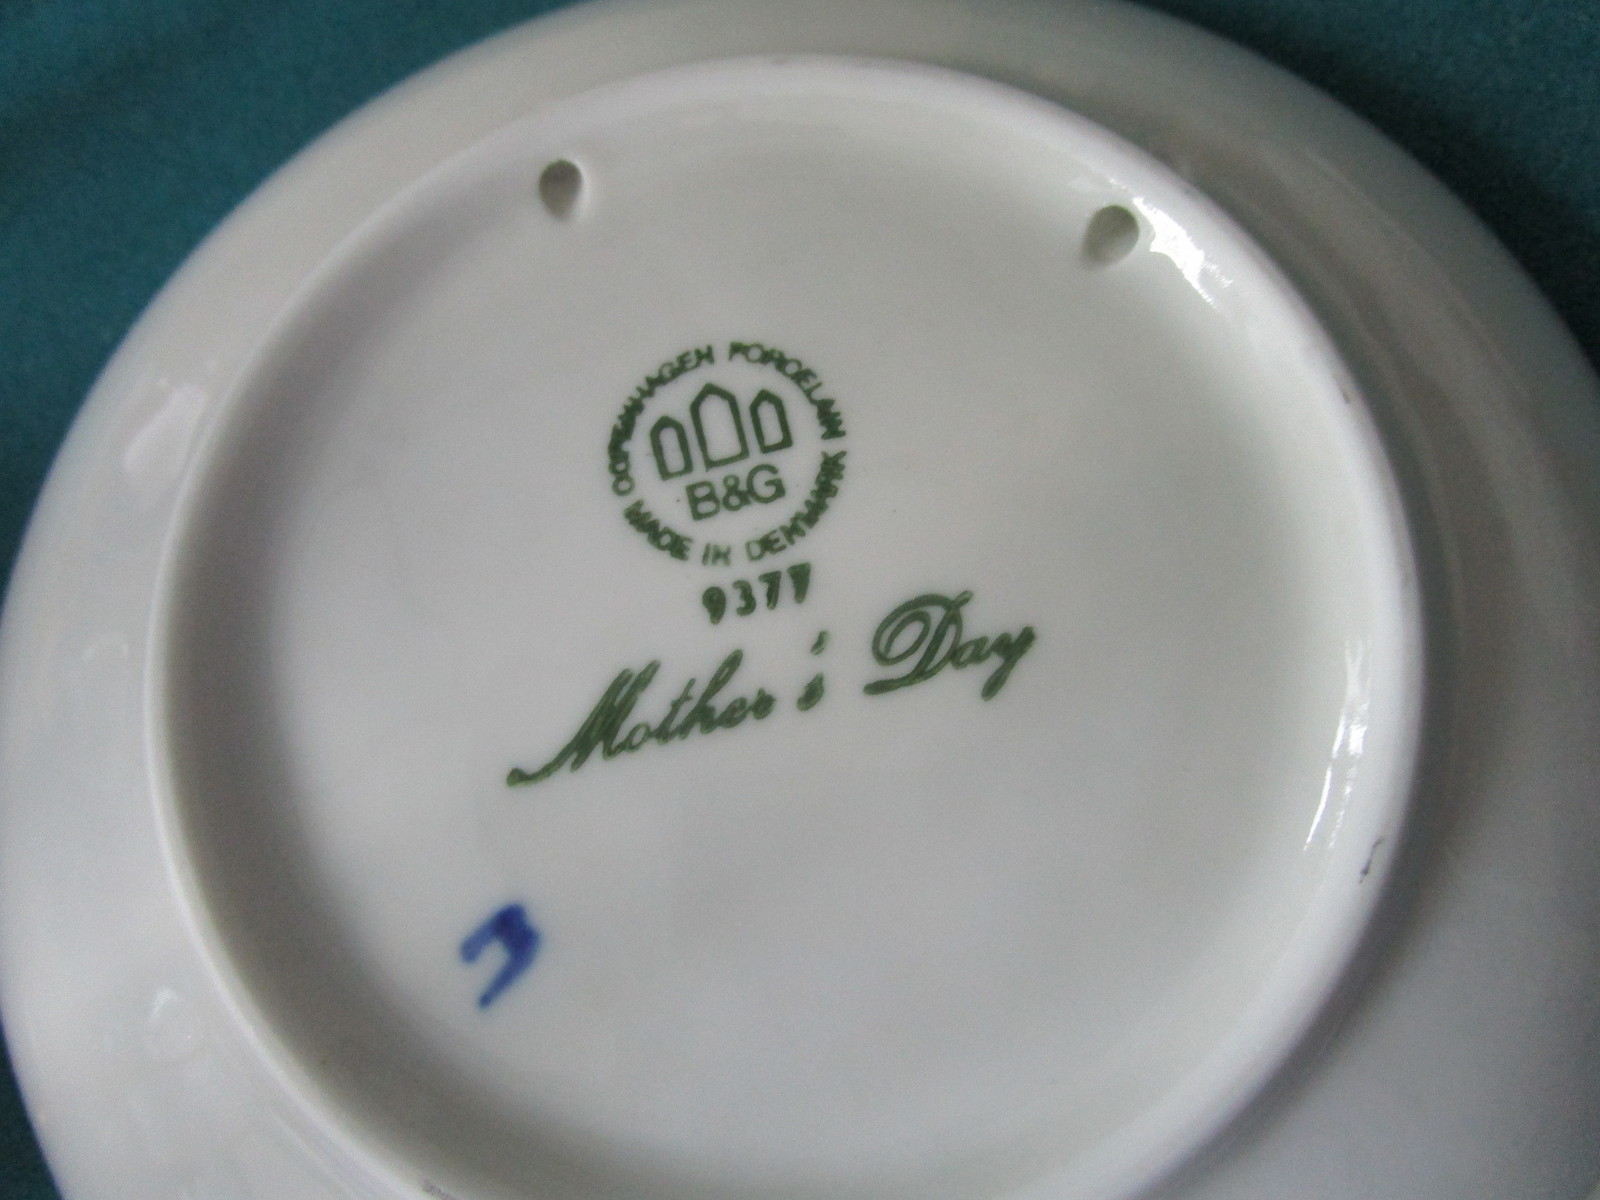 COPENHAGEN PORCELAIN
B&G
MADE IN DENMARK
9377
Mother's Day